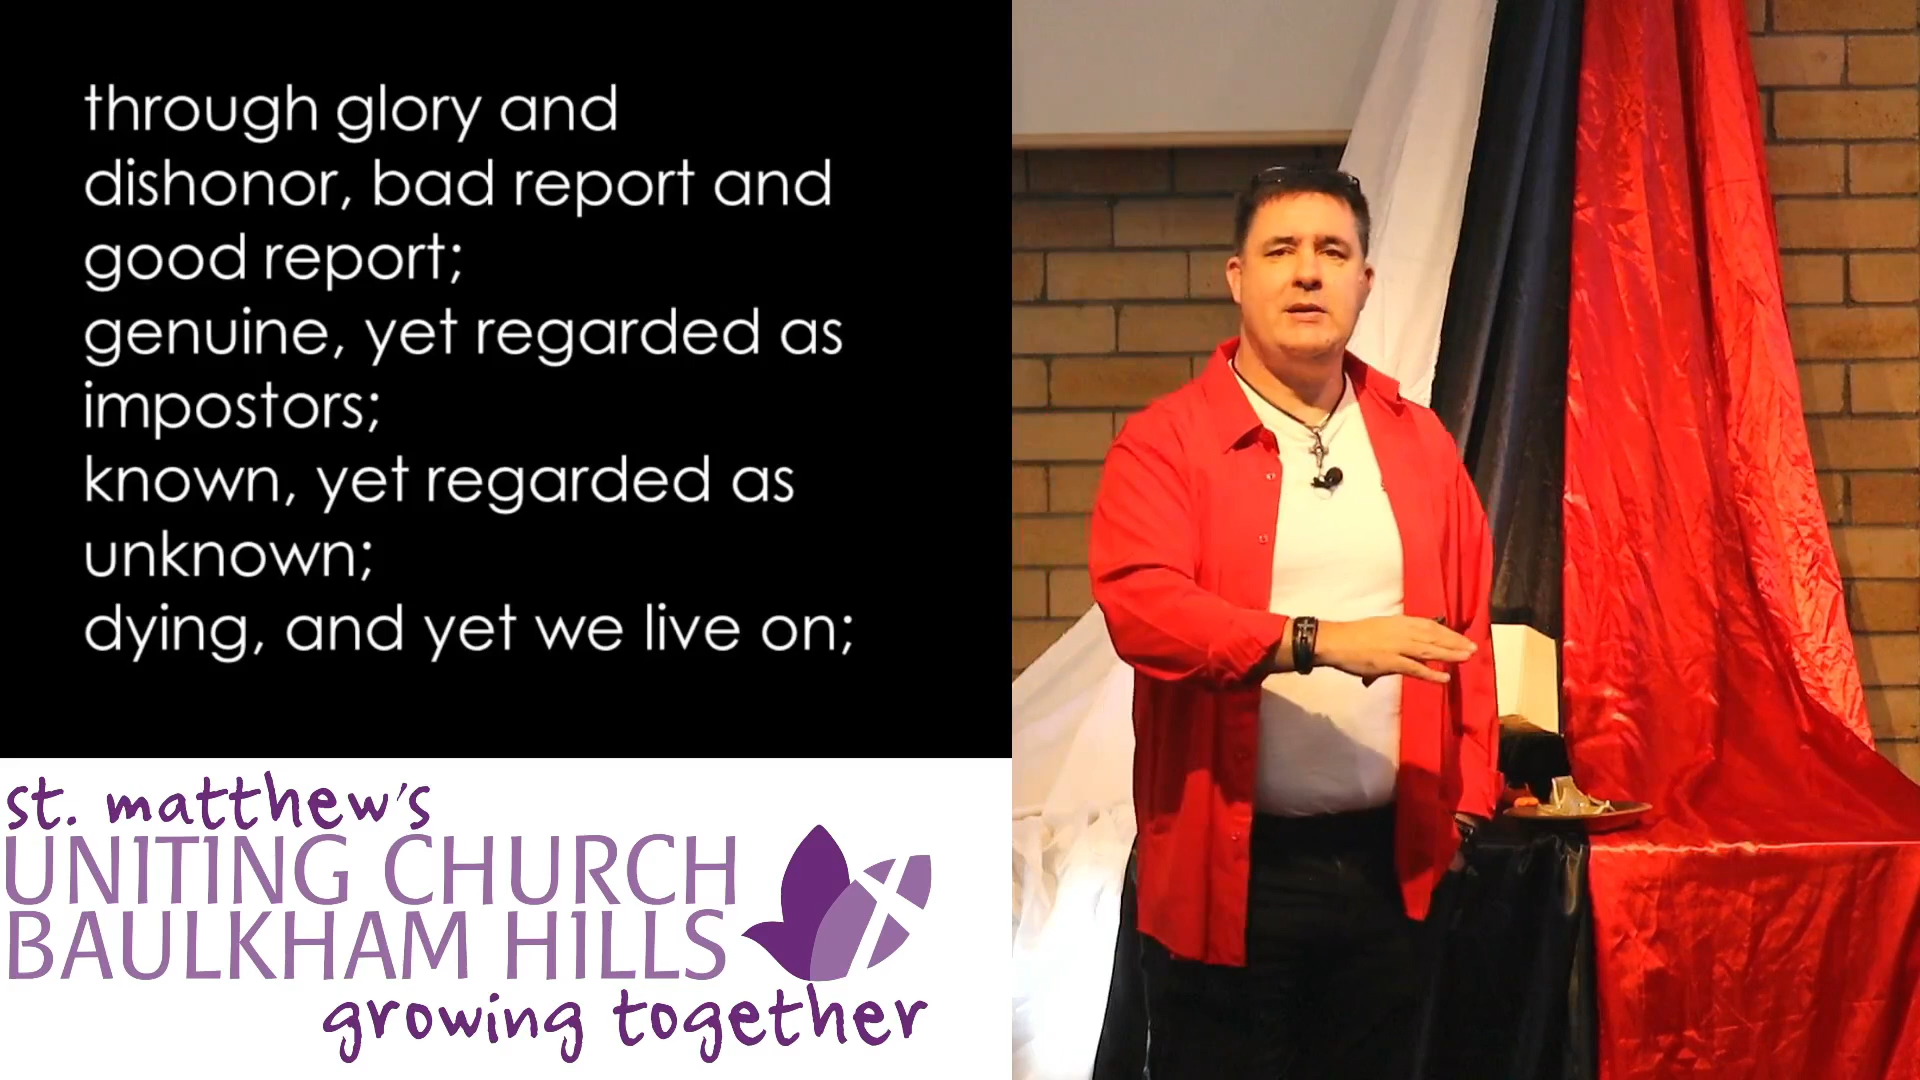 through glory and
dishonor, bad report and
good report;
genuine, yet regarded as
impostors;
known, yet regarded as
unknown;
dying, and yet we live on;
st. matthew's
UNITING CHURCH
BAULKHAM HILLS
growing together